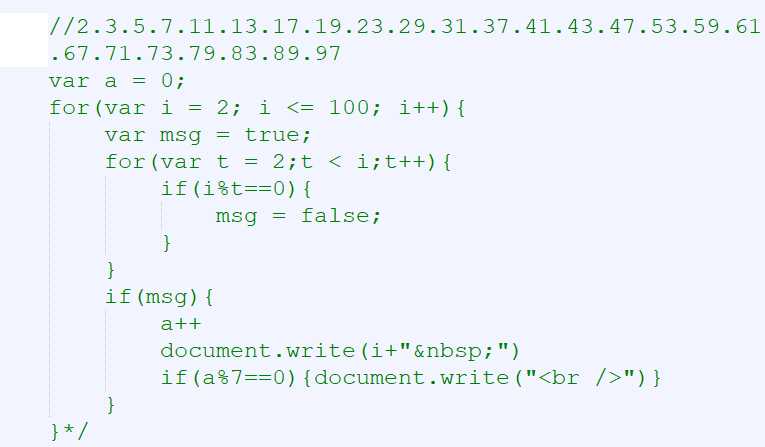 //2.3.5.7.11.13.17.19.23.29.31.37.41.43.47.53.59.61
.67.71.73.79.83.89.97
var a = 0;
for(var i = 2; i <= 100; i++){
    var msg = true;
    for(var t = 2;t < i;t++){
        if(i%t==0){
            msg = false;
        }
    }
    if(msg){
        a++
        document.write(i+"&nbsp;")
        if(a%7==0){document.write("<br />")}
    }
}*/